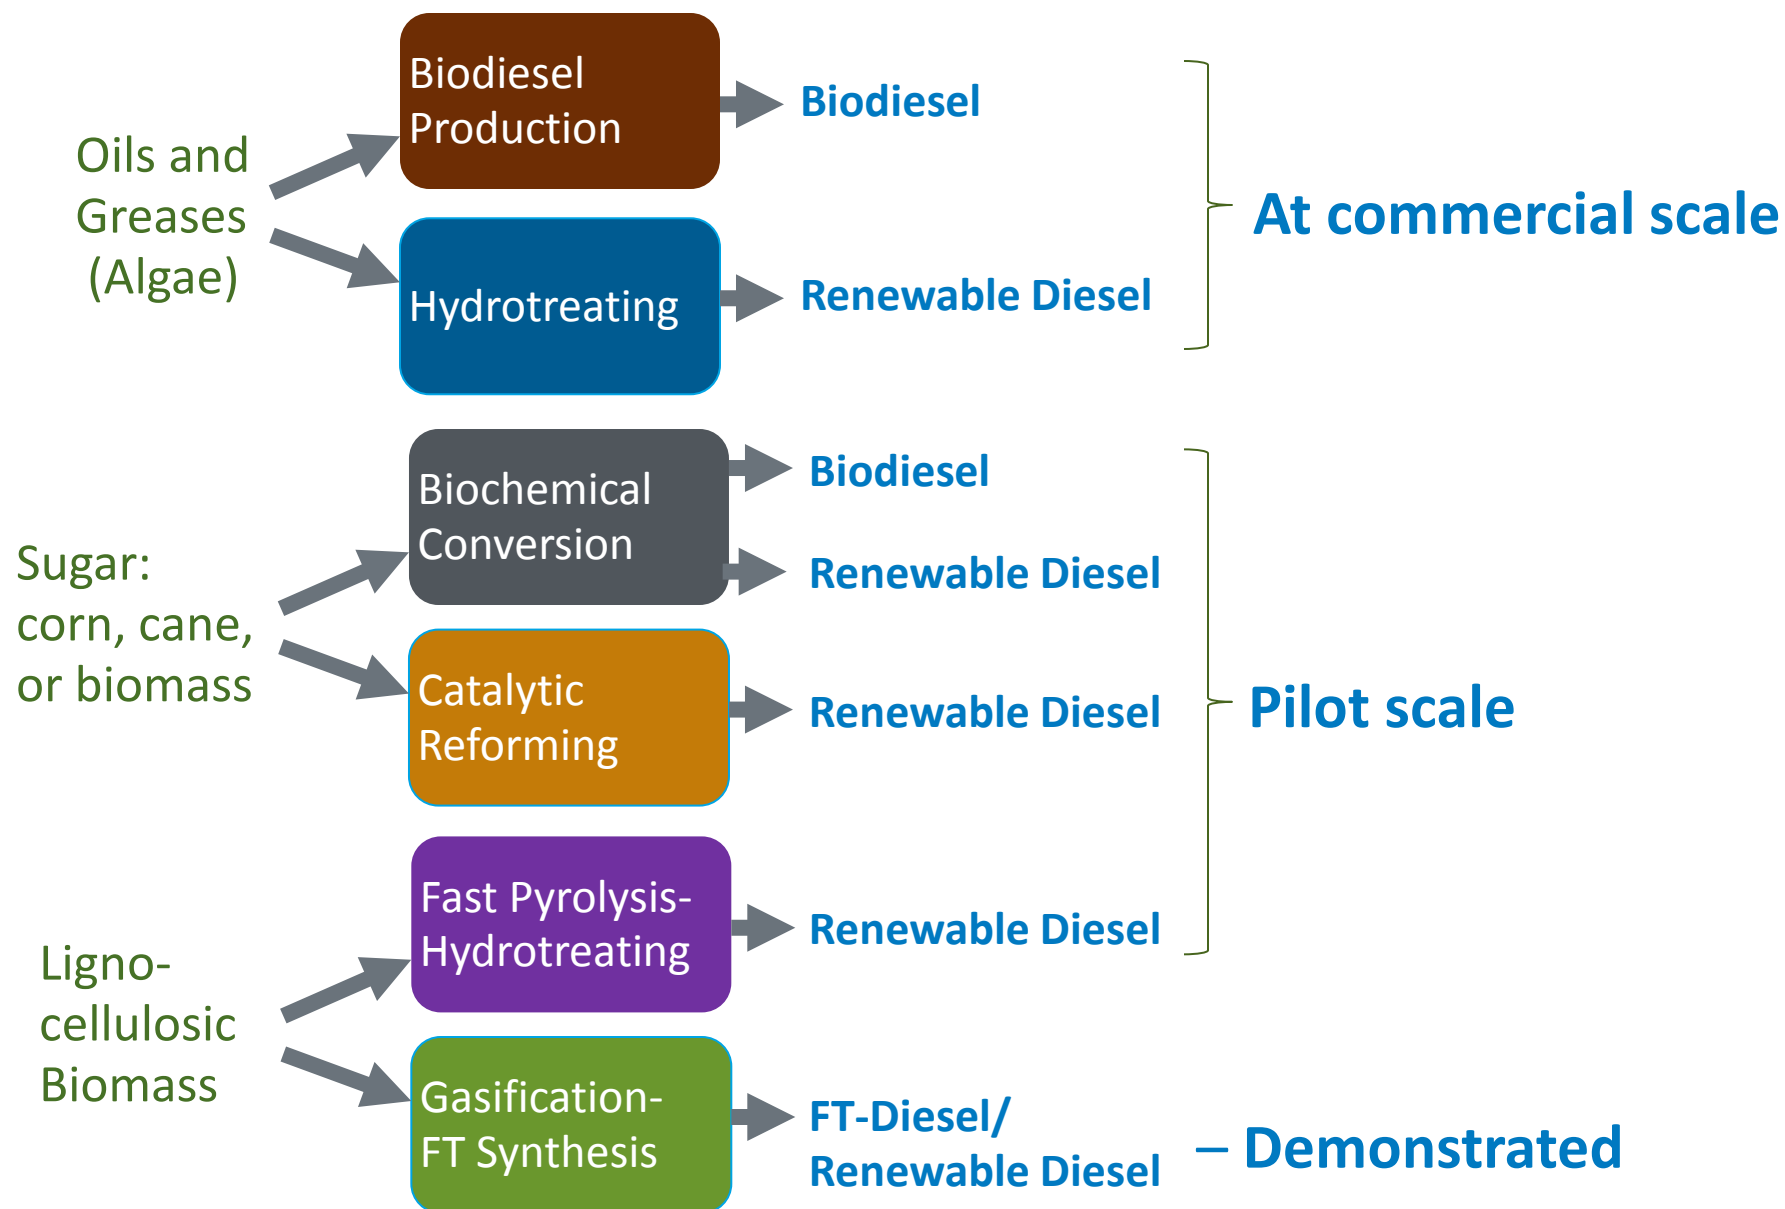 Oils and
Greases
(Algae)
Biodiesel
Production
Biodiesel
Hydrotreating
Renewable Diesel
At commercial scale
Sugar:
corn, cane,
or biomass
Biochemical
Conversion
Biodiesel
Renewable Diesel
Catalytic
Reforming
Renewable Diesel
Pilot scale
Ligno-
cellulosic
Biomass
Fast Pyrolysis-
Hydrotreating
Renewable Diesel
Gasification-
FT Synthesis
FT-Diesel/
Renewable Diesel
– Demonstrated